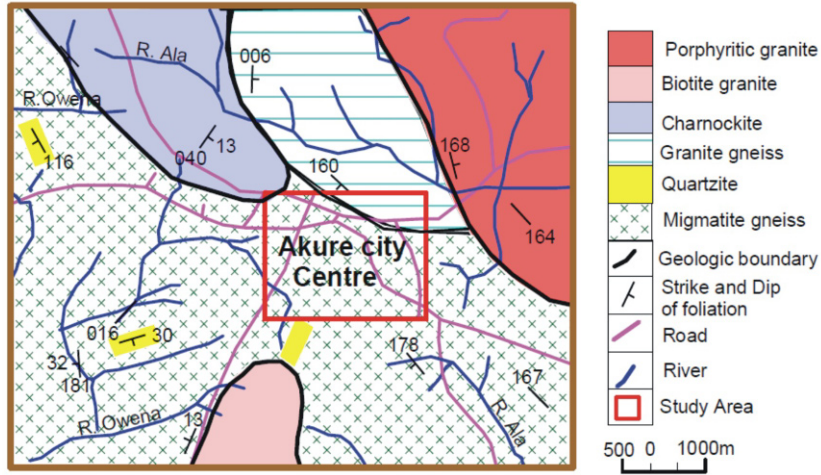 R. Ala
006
R.Owena
116
040
13
160
168
164
Akure city
Centre
016
30
32
181
178
167
R. Owena
13
R. Ala
Porphyritic granite
Biotite granite
Charnockite
Granite gneiss
Quartzite
Migmatite gneiss
Geologic boundary
Strike and Dip
of foliation
Road
River
Study Area
500 0 1000m